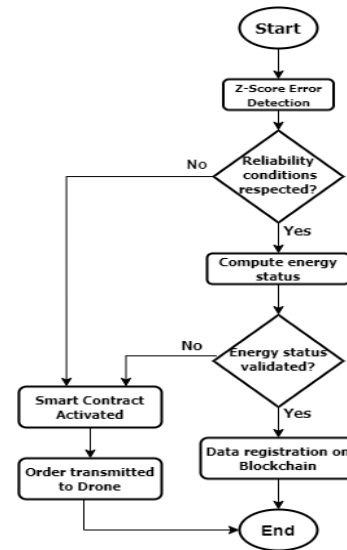 Start
Z-Score Error
Detection
No
Reliability
conditions
respected?
Yes
Compute energy
status
No
Energy status
validated?
Yes
Smart Contract
Activated
Data registration on
Blockchain
Order transmitted
to Drone
End